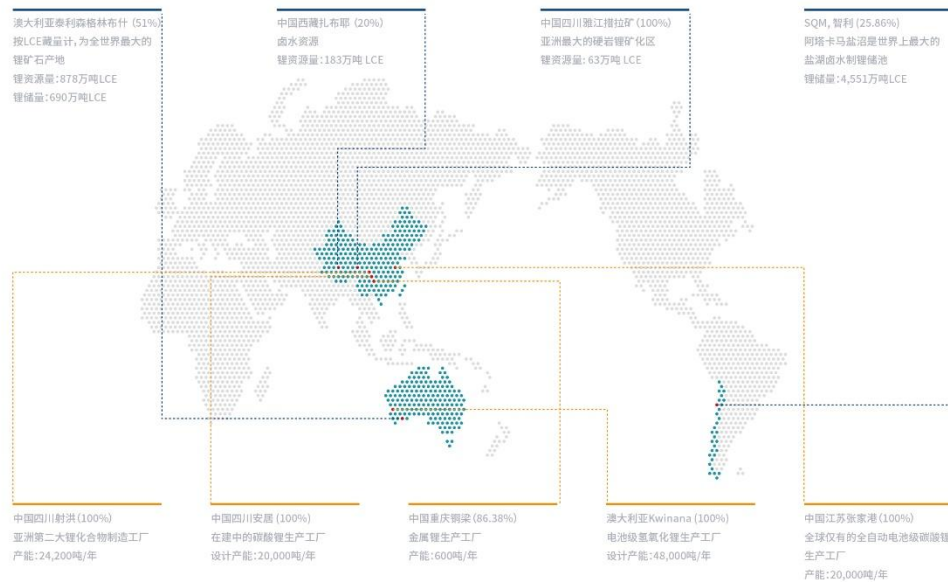 澳大利亚泰利森格林布什 (51%)
按LCE藏量计，为全世界最大的
锂矿石产地
锂资源量：878万吨LCE
锂储量：690万吨LCE
中国西藏扎布耶 (20%)
卤水资源
锂资源量：183万吨 LCE
中国四川雅江措拉矿(100%)
亚洲最大的硬岩锂矿化区
锂资源量: 63万吨 LCE
SQM, 智利 (25.86%)
阿塔卡马盐沼是世界上最大的
盐湖卤水制锂储池
锂储量：4,551万吨LCE
中国四川射洪(100%)
亚洲第二大锂化合物制造工厂
产能：24,200吨/年
中国四川安居 (100%)
在建中的碳酸锂生产工厂
设计产能：20,000吨/年
中国重庆铜梁 (86.38%)
金属锂生产工厂
产能：600吨/年
澳大利亚Kwinana (100%)
电池级氢氧化锂生产工厂
设计产能：48,000吨/年
中国江苏张家港(100%)
全球仅有的全自动电池级碳酸锂
生产工厂
产能：20,000吨/年